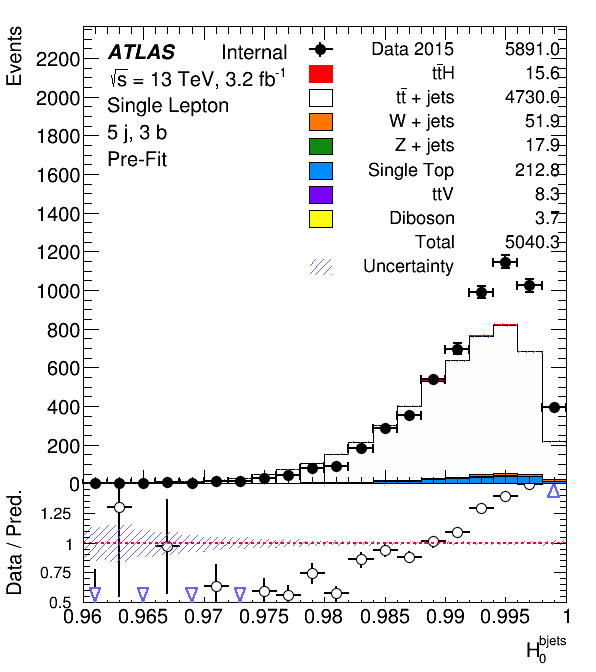 Events
2200
2000
1800
1600
1400
1200
1000
800
600
400
200
0
ATLAS Internal
√s = 13 TeV, 3.2 fb⁻¹
Single Lepton
5 j, 3 b
Pre-Fit
Data 2015 5891.0
tt̄H 15.6
tt̄ + jets 4730.0
W + jets 51.9
Z + jets 17.9
Single Top 212.8
ttV 8.3
Diboson 3.7
Total 5040.3
Uncertainty
Data / Pred.
1.25
1
0.75
0.5
0.96 0.965 0.97 0.975 0.98 0.985 0.99 0.995 1
H₀^bjets